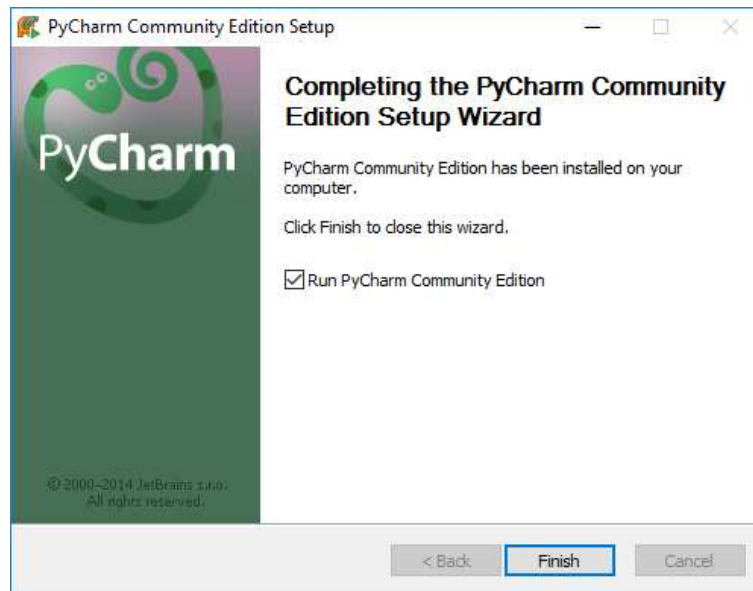 PyCharm Community Edition Setup
PyCharm
Completing the PyCharm Community
Edition Setup Wizard
PyCharm Community Edition has been installed on your
computer.
Click Finish to close this wizard.
Run PyCharm Community Edition
© 2000-2014 JetBrains s.r.o.
All rights reserved.
< Back
Finish
Cancel